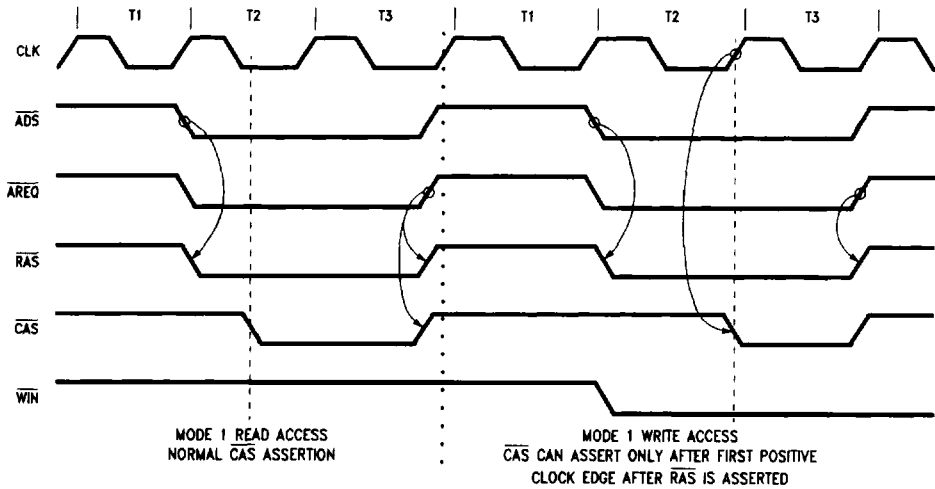 T1 T2 T3 T1 T2 T3
CLK
ADS
AREQ
RAS
CAS
WIN
MODE 1 READ ACCESS
NORMAL CAS ASSERTION
MODE 1 WRITE ACCESS
CAS CAN ASSERT ONLY AFTER FIRST POSITIVE
CLOCK EDGE AFTER RAS IS ASSERTED